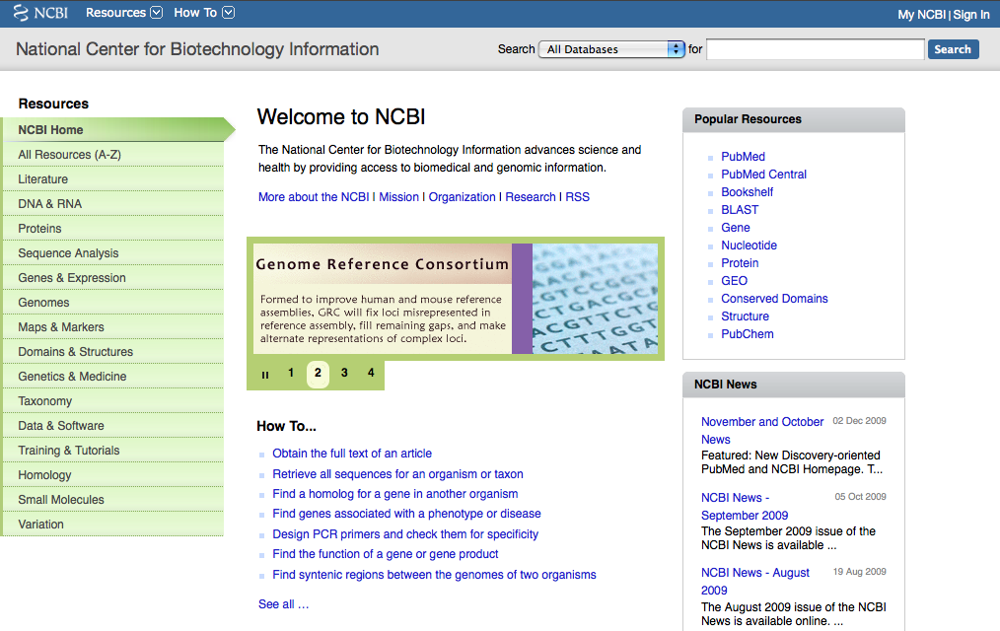 NCBI Resources How To My NCBI | Sign In
National Center for Biotechnology Information Search All Databases for Search
Resources
NCBI Home
All Resources (A-Z)
Literature
DNA & RNA
Proteins
Sequence Analysis
Genes & Expression
Genomes
Maps & Markers
Domains & Structures
Genetics & Medicine
Taxonomy
Data & Software
Training & Tutorials
Homology
Small Molecules
Variation
Welcome to NCBI
The National Center for Biotechnology Information advances science and
health by providing access to biomedical and genomic information.
More about the NCBI | Mission | Organization | Research | RSS
Genome Reference Consortium
Formed to improve human and mouse reference
assemblies, GRC will fix loci misrepresented in
reference assembly, fill remaining gaps, and make
alternate representations of complex loci.
1 2 3 4
How To...
Obtain the full text of an article
Retrieve all sequences for an organism or taxon
Find a homolog for a gene in another organism
Find genes associated with a phenotype or disease
Design PCR primers and check them for specificity
Find the function of a gene or gene product
Find syntenic regions between the genomes of two organisms
See all ...
Popular Resources
PubMed
PubMed Central
Bookshelf
BLAST
Gene
Nucleotide
Protein
GEO
Conserved Domains
Structure
PubChem
NCBI News
November and October 02 Dec 2009
News
Featured: New Discovery-oriented
PubMed and NCBI Homepage. T...
NCBI News - 05 Oct 2009
September 2009
The September 2009 issue of the
NCBI News is available ...
NCBI News - August 19 Aug 2009
2009
The August 2009 issue of the NCBI
News is available online. ...